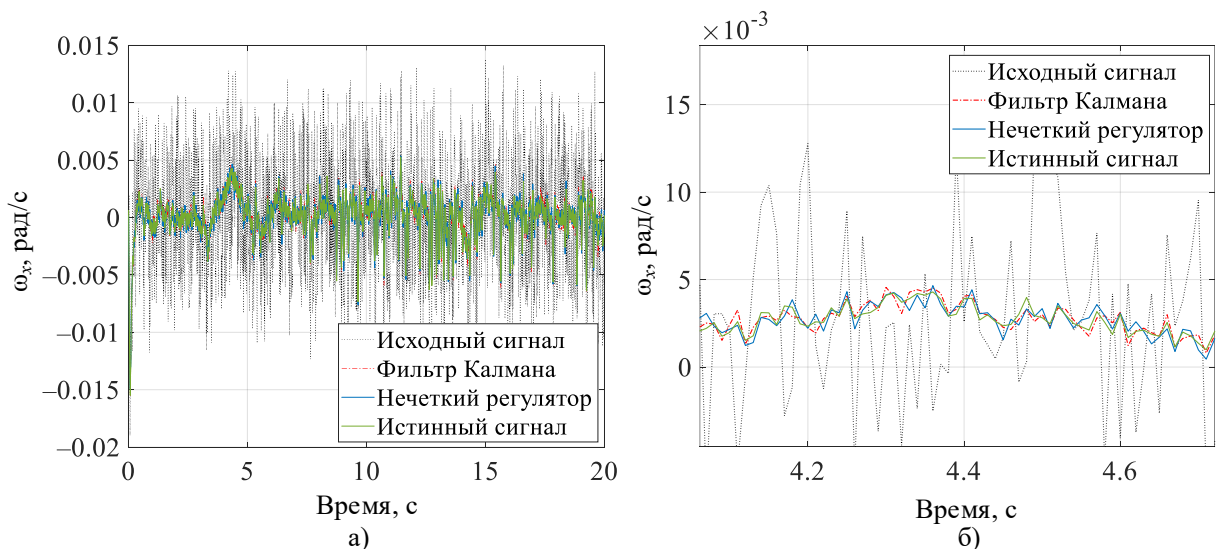 0.015
0.01
0.005
0
–0.005
–0.01
–0.015
–0.02
ωx, рад/с
Исходный сигнал
Фильтр Калмана
Нечеткий регулятор
Истинный сигнал
0 5 10 15 20
Время, с
а)
×10⁻³
15
10
5
0
ωx, рад/с
Исходный сигнал
Фильтр Калмана
Нечеткий регулятор
Истинный сигнал
4.2 4.4 4.6
Время, с
б)